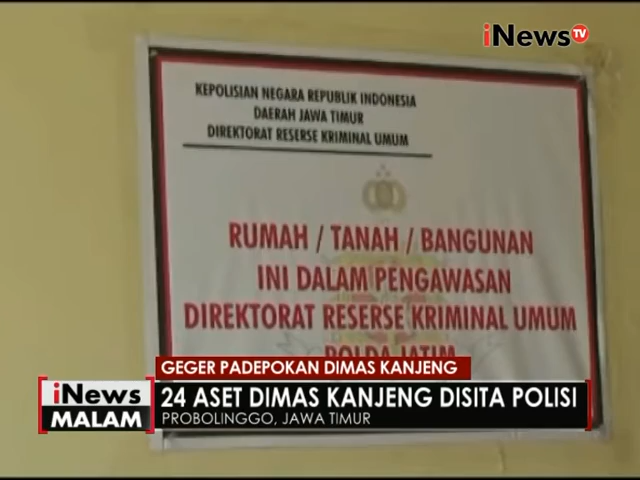 iNews TV
KEPOLISIAN NEGARA REPUBLIK INDONESIA
DAERAH JAWA TIMUR
DIREKTORAT RESERSE KRIMINAL UMUM
RUMAH / TANAH / BANGUNAN
INI DALAM PENGAWASAN
DIREKTORAT RESERSE KRIMINAL UMUM
POLDA JATIM
GEGER PADEPOKAN DIMAS KANJENG
iNews
MALAM
24 ASET DIMAS KANJENG DISITA POLISI
PROBOLINGGO, JAWA TIMUR